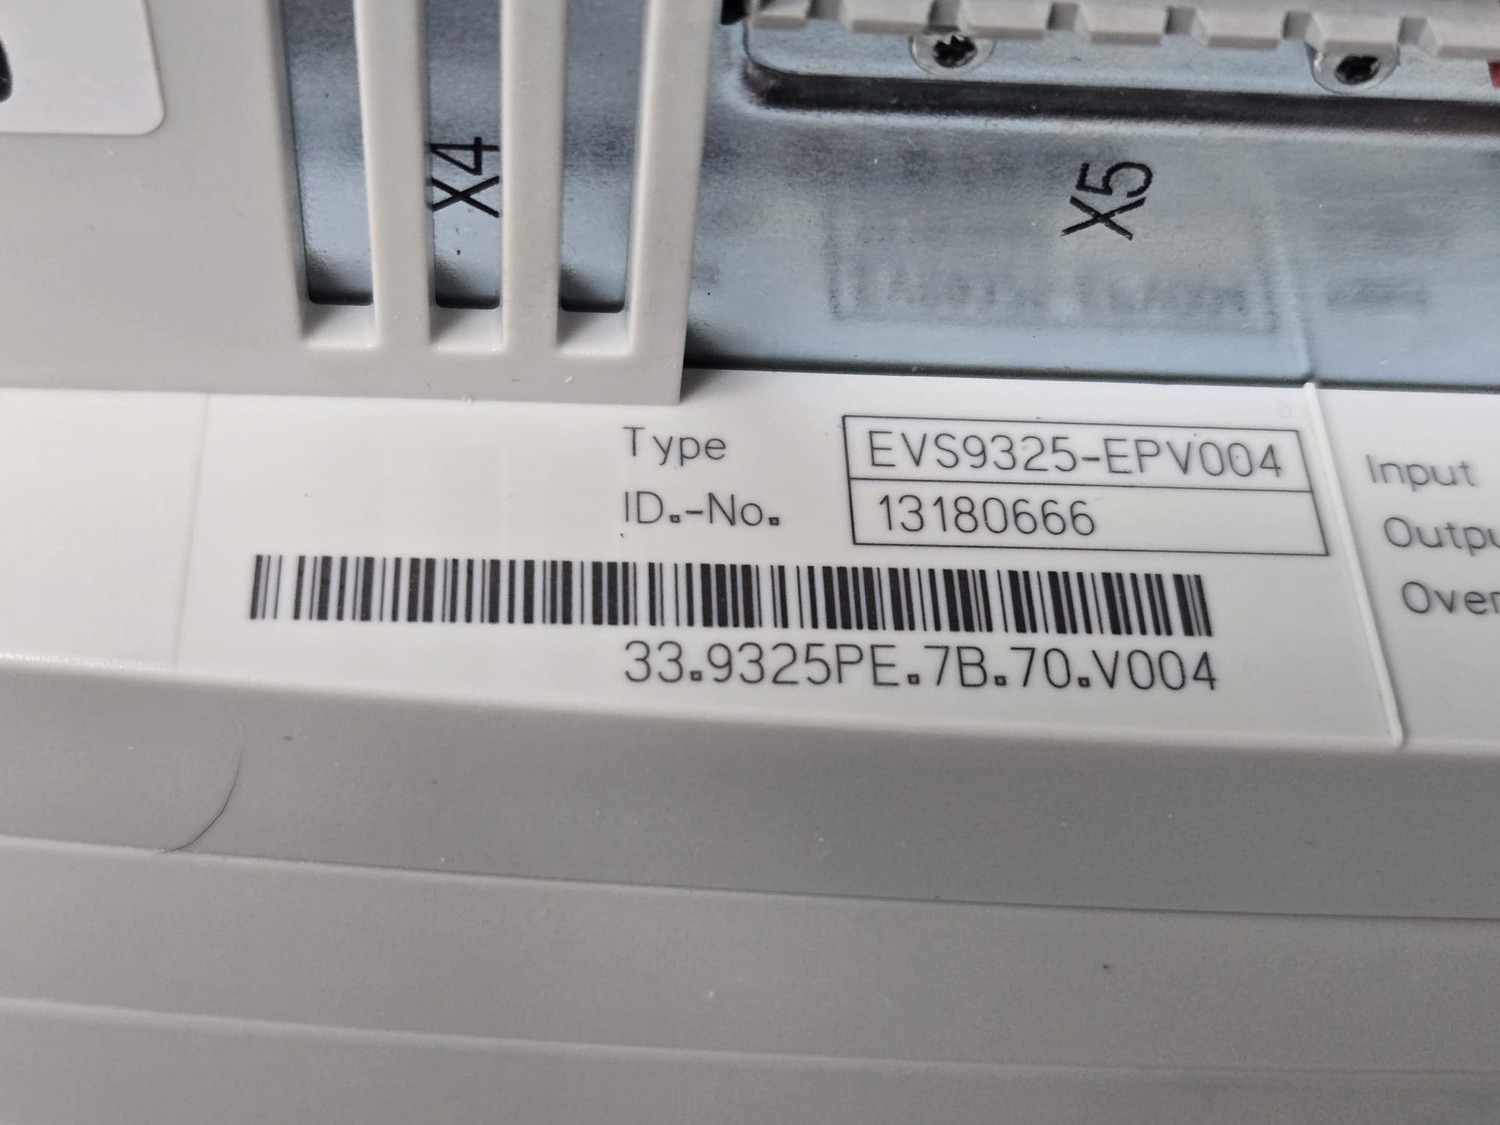 X4
X5
Type EVS9325-EPV004
ID.-No. 13180666
33.9325PE.7B.70.V004
Input